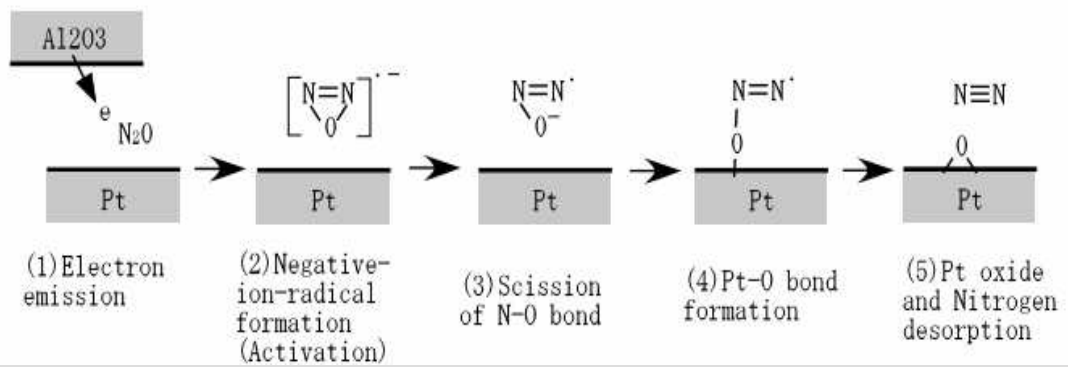 Al2O3
e
N2O
Pt
(1)Electron
emission
N=N
O
Pt
(2)Negative-
ion-radical
formation
(Activation)
N=N
O−
Pt
(3)Scission
of N-O bond
N=N
O
Pt
(4)Pt-O bond
formation
N≡N
O
Pt
(5)Pt oxide
and Nitrogen
desorption